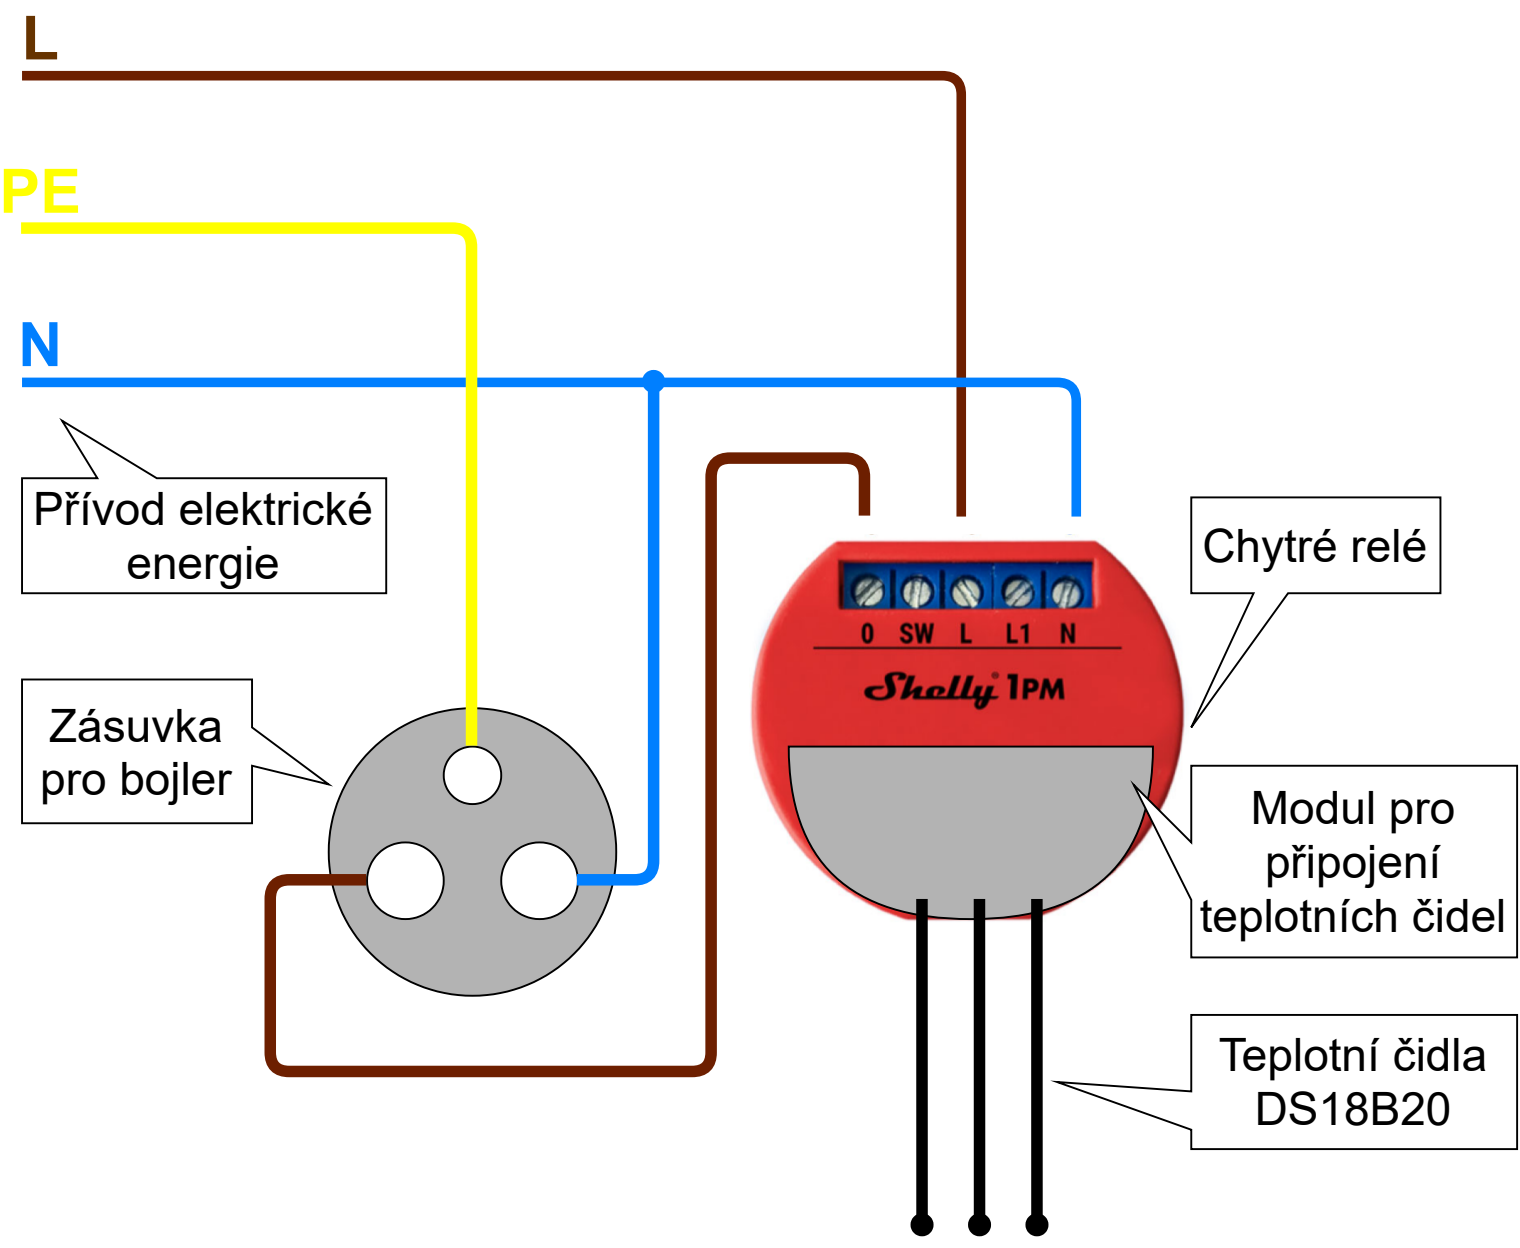 L
PE
N
Přívod elektrické
energie
Chytré relé
0 SW L L1 N
Shelly® 1PM
Zásuvka
pro bojler
Modul pro
připojení
teplotních čidel
Teplotní čidla
DS18B20